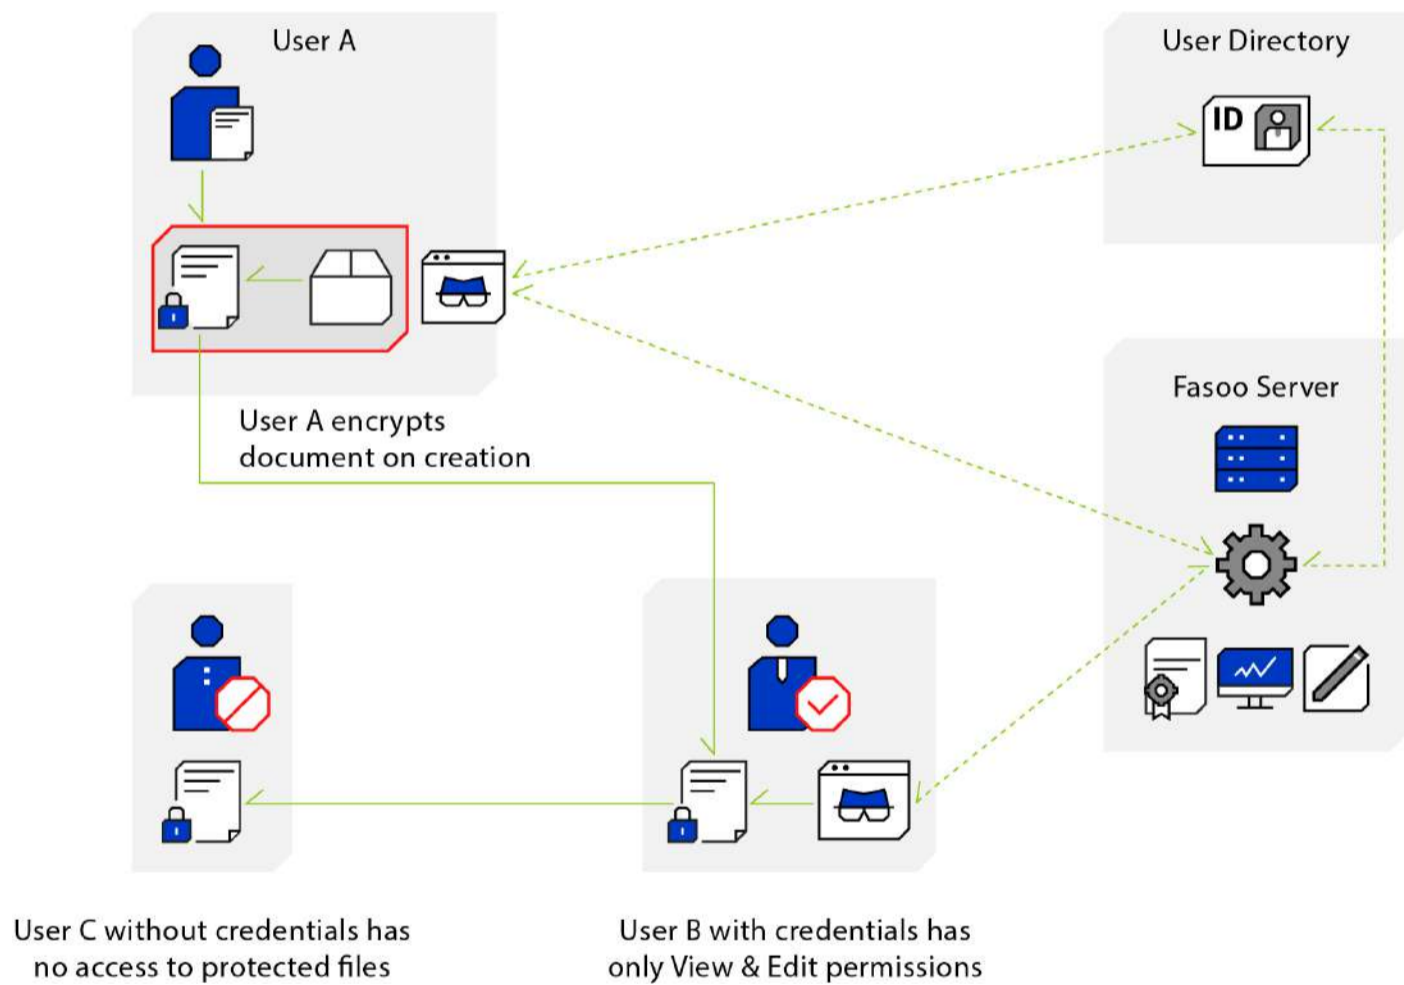 User A
User Directory
ID
Fasoo Server
User A encrypts
document on creation
User C without credentials has
no access to protected files
User B with credentials has
only View & Edit permissions